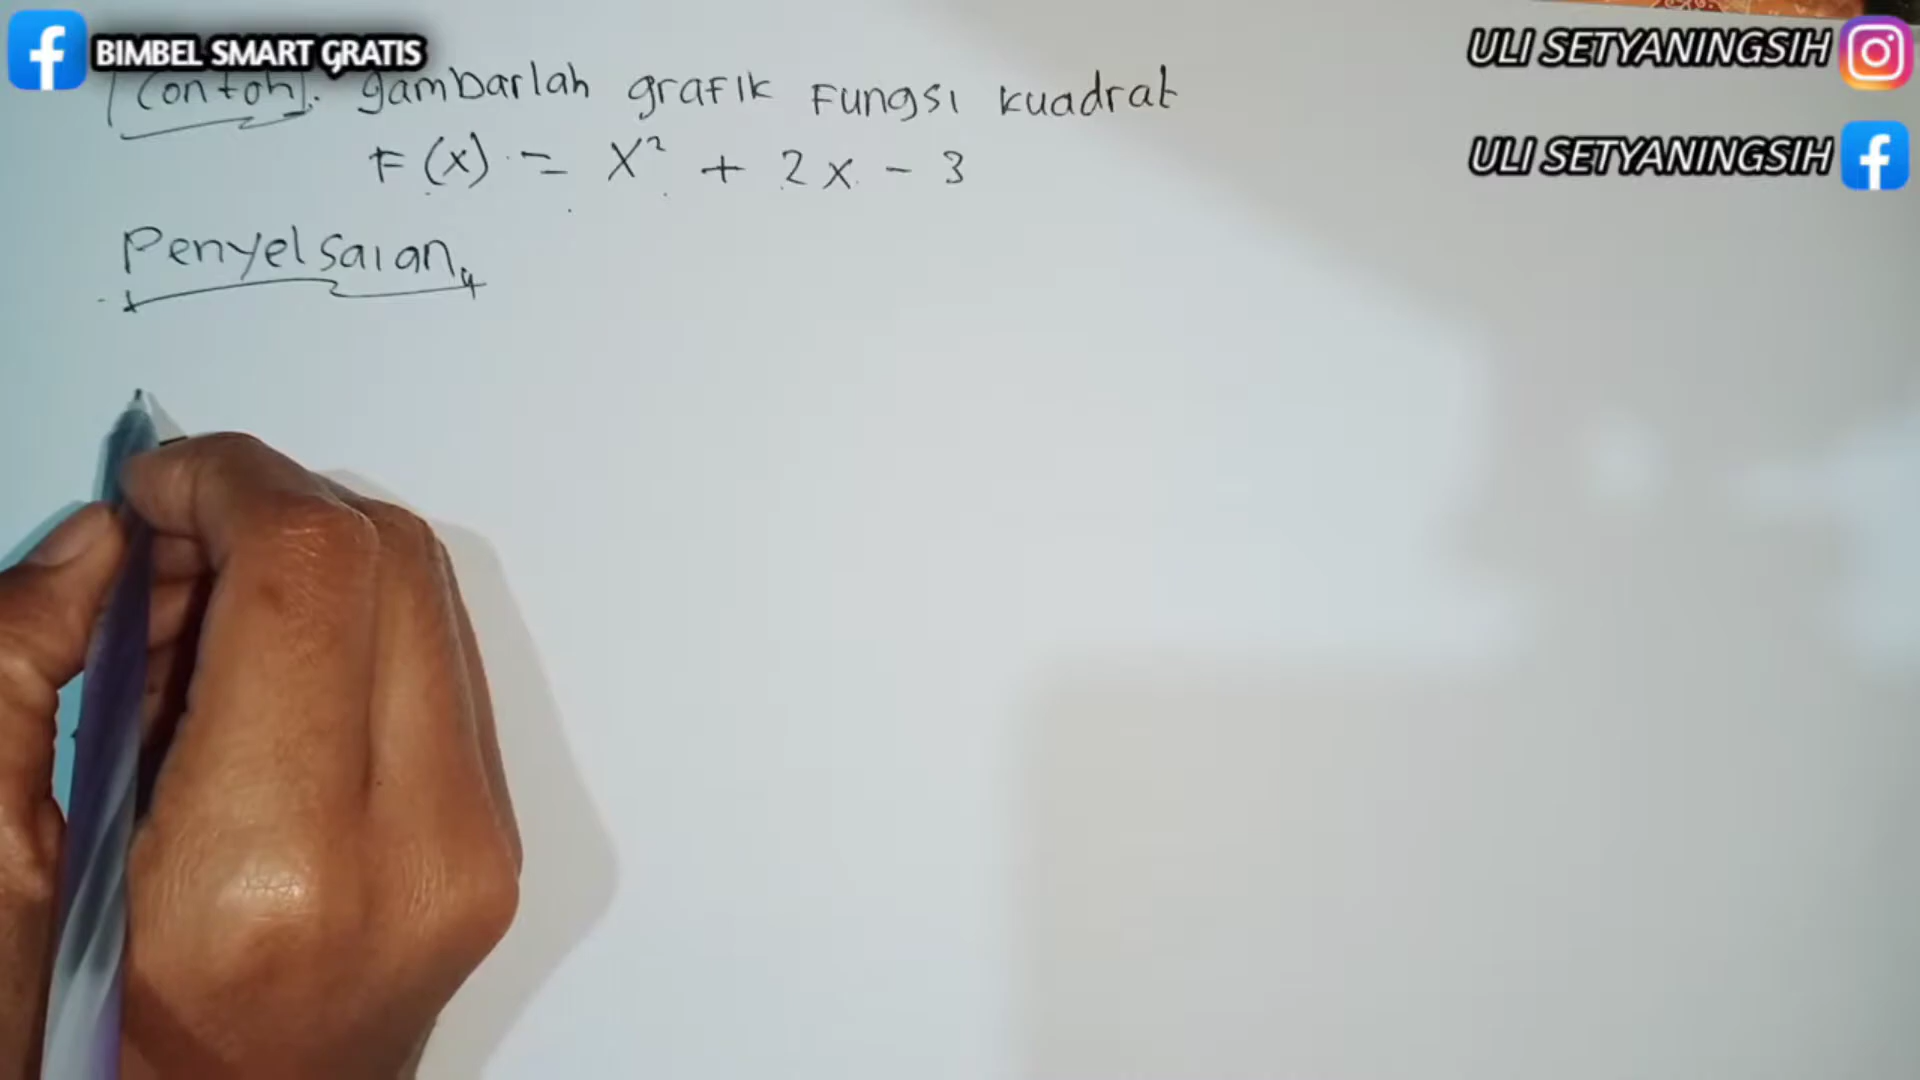 BIMBEL SMART GRATIS
ULI SETYANINGSIH
ULI SETYANINGSIH
Contoh: gambarlah grafik Fungsi kuadrat
F(x) = x² + 2x - 3
Penyelsaian